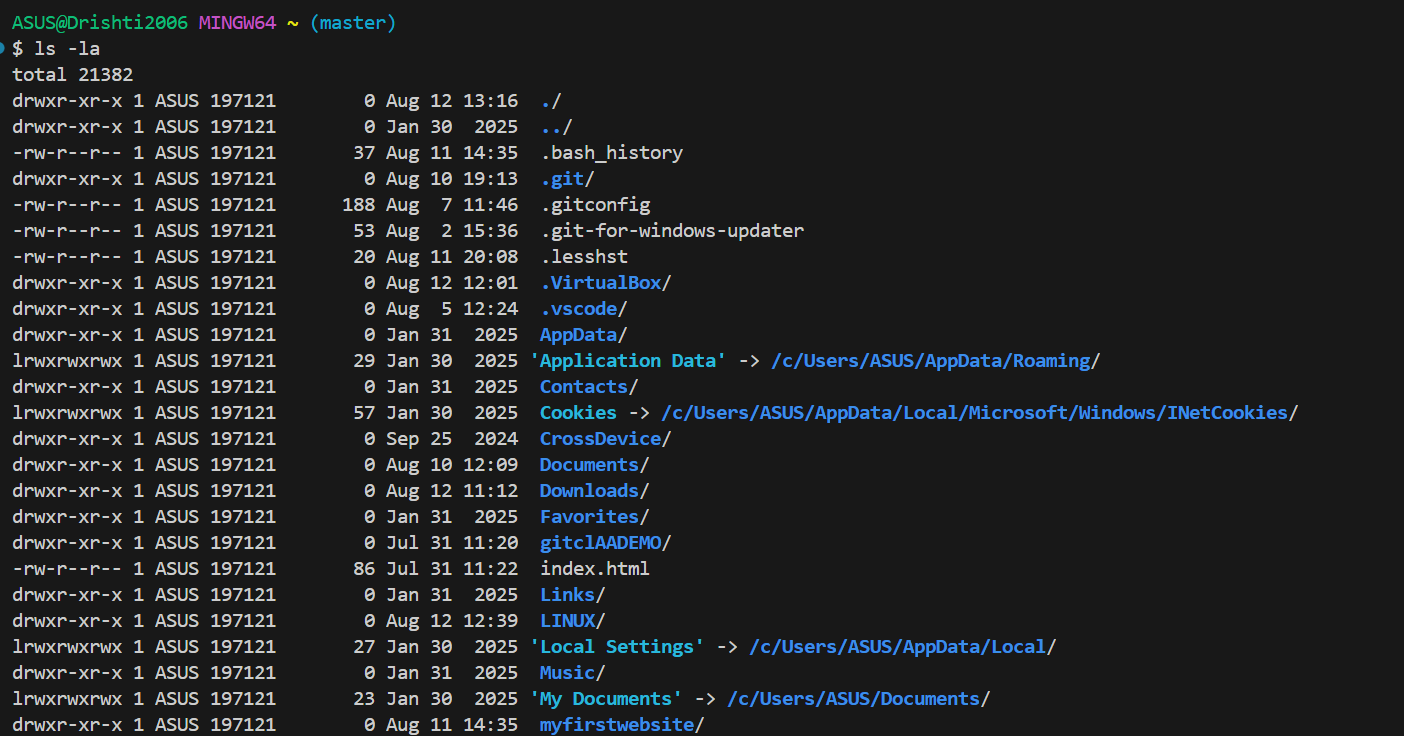 ASUS@Drishti2006 MINGW64 ~ (master)
$ ls -la
total 21382
drwxr-xr-x 1 ASUS 197121        0 Aug 12 13:16  ./
drwxr-xr-x 1 ASUS 197121        0 Jan 30  2025  ../
-rw-r--r-- 1 ASUS 197121       37 Aug 11 14:35  .bash_history
drwxr-xr-x 1 ASUS 197121        0 Aug 10 19:13  .git/
-rw-r--r-- 1 ASUS 197121      188 Aug  7 11:46  .gitconfig
-rw-r--r-- 1 ASUS 197121       53 Aug  2 15:36  .git-for-windows-updater
-rw-r--r-- 1 ASUS 197121       20 Aug 11 20:08  .lesshst
drwxr-xr-x 1 ASUS 197121        0 Aug 12 12:01  .VirtualBox/
drwxr-xr-x 1 ASUS 197121        0 Aug  5 12:24  .vscode/
drwxr-xr-x 1 ASUS 197121        0 Jan 31  2025  AppData/
lrwxrwxrwx 1 ASUS 197121       29 Jan 30  2025 'Application Data' -> /c/Users/ASUS/AppData/Roaming/
drwxr-xr-x 1 ASUS 197121        0 Jan 31  2025  Contacts/
lrwxrwxrwx 1 ASUS 197121       57 Jan 30  2025  Cookies -> /c/Users/ASUS/AppData/Local/Microsoft/Windows/INetCookies/
drwxr-xr-x 1 ASUS 197121        0 Sep 25  2024  CrossDevice/
drwxr-xr-x 1 ASUS 197121        0 Aug 10 12:09  Documents/
drwxr-xr-x 1 ASUS 197121        0 Aug 12 11:12  Downloads/
drwxr-xr-x 1 ASUS 197121        0 Jan 31  2025  Favorites/
drwxr-xr-x 1 ASUS 197121        0 Jul 31 11:20  gitclAADEMO/
-rw-r--r-- 1 ASUS 197121       86 Jul 31 11:22  index.html
drwxr-xr-x 1 ASUS 197121        0 Jan 31  2025  Links/
drwxr-xr-x 1 ASUS 197121        0 Aug 12 12:39  LINUX/
lrwxrwxrwx 1 ASUS 197121       27 Jan 30  2025 'Local Settings' -> /c/Users/ASUS/AppData/Local/
drwxr-xr-x 1 ASUS 197121        0 Jan 31  2025  Music/
lrwxrwxrwx 1 ASUS 197121       23 Jan 30  2025 'My Documents' -> /c/Users/ASUS/Documents/
drwxr-xr-x 1 ASUS 197121        0 Aug 11 14:35  myfirstwebsite/